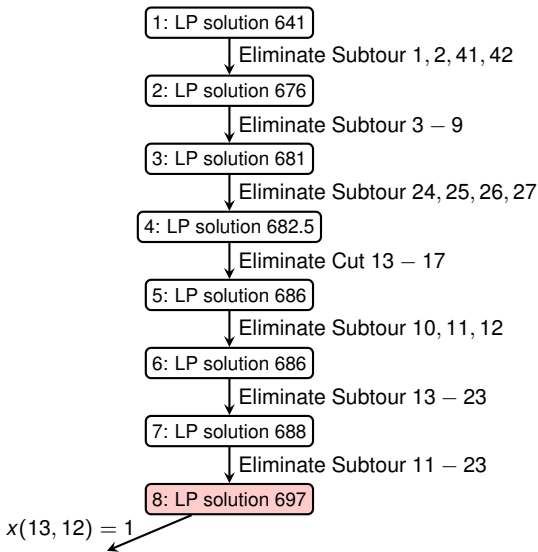 1: LP solution 641
Eliminate Subtour 1, 2, 41, 42
2: LP solution 676
Eliminate Subtour 3 − 9
3: LP solution 681
Eliminate Subtour 24, 25, 26, 27
4: LP solution 682.5
Eliminate Cut 13 − 17
5: LP solution 686
Eliminate Subtour 10, 11, 12
6: LP solution 686
Eliminate Subtour 13 − 23
7: LP solution 688
Eliminate Subtour 11 − 23
8: LP solution 697
x(13, 12) = 1